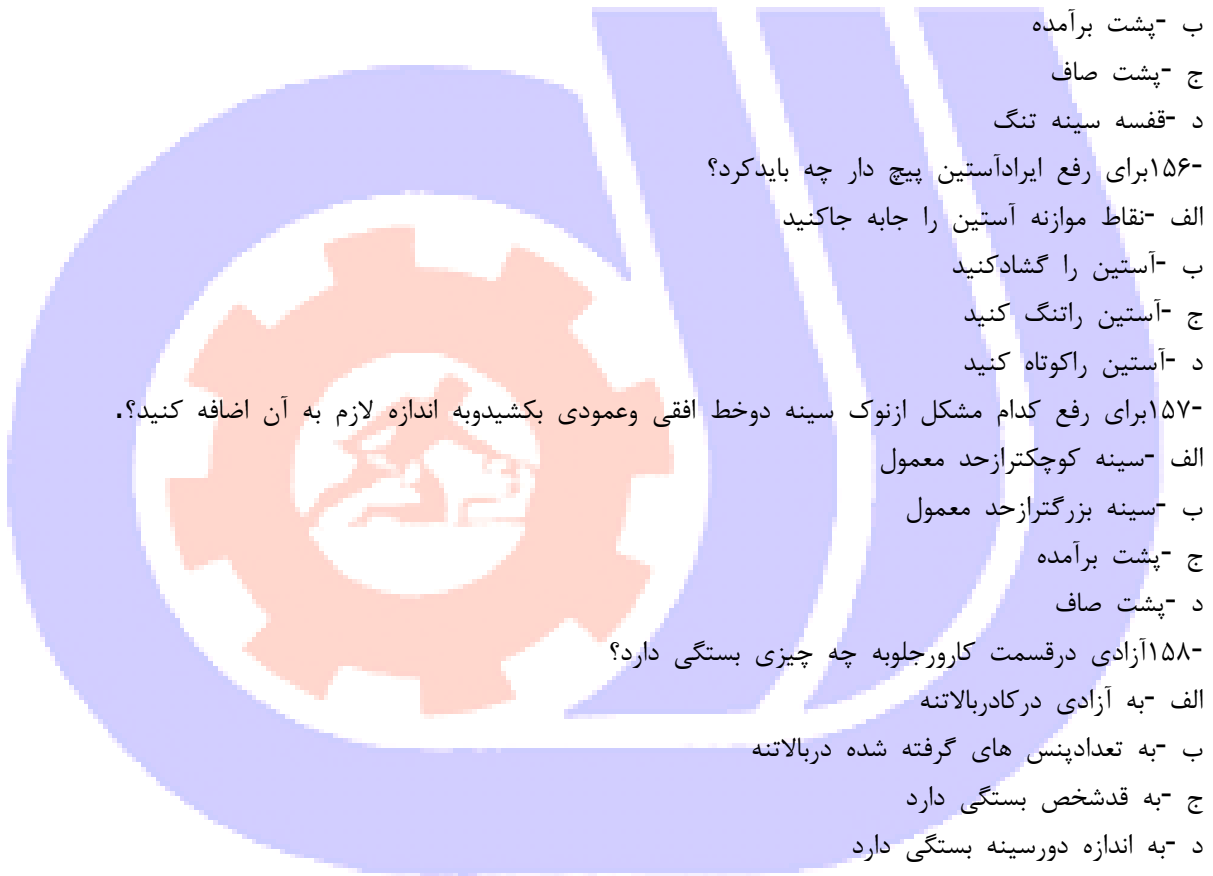 ب -پشت برآمده
ج -پشت صاف
د -قفسه سینه تنگ
-۱۵۶برای رفع ایرادآستین پیچ دار چه بایدکرد؟
الف -نقاط موازنه آستین را جابه جاکنید
ب -آستین را گشادکنید
ج -آستین راتنگ کنید
د -آستین راکوتاه کنید
-۱۵۷برای رفع کدام مشکل ازنوک سینه دوخط افقی وعمودی بکشیدوبه اندازه لازم به آن اضافه کنید؟.
الف -سینه کوچکترازحد معمول
ب -سینه بزرگترازحد معمول
ج -پشت برآمده
د -پشت صاف
-۱۵۸آزادی درقسمت کارورجلوبه چه چیزی بستگی دارد؟
الف -به آزادی درکادربالاتنه
ب -به تعدادپنس های گرفته شده دربالاتنه
ج -به قدشخص بستگی دارد
د -به اندازه دورسینه بستگی دارد